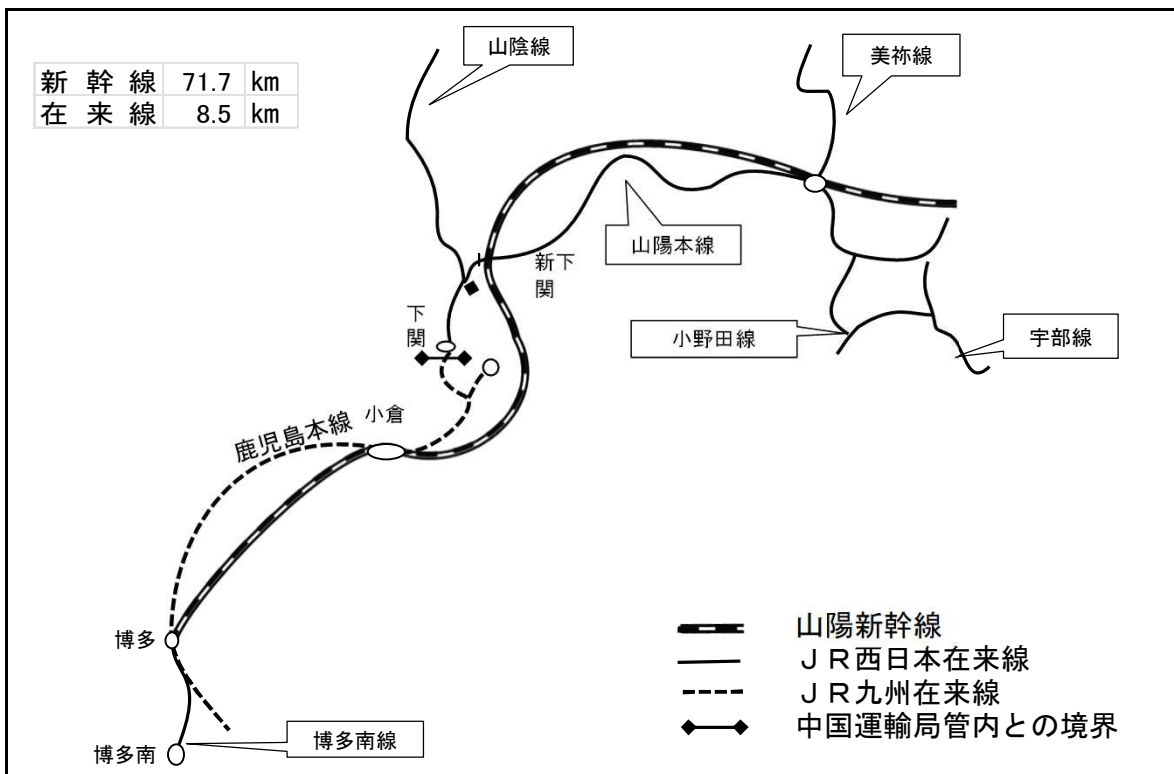 新幹線 71.7 km
在来線 8.5 km
山陰線
美祢線
山陽本線
新下
関
下
関
小野田線
宇部線
小倉
鹿児島本線
博多
博多南
博多南線
山陽新幹線
ＪＲ西日本在来線
ＪＲ九州在来線
中国運輸局管内との境界